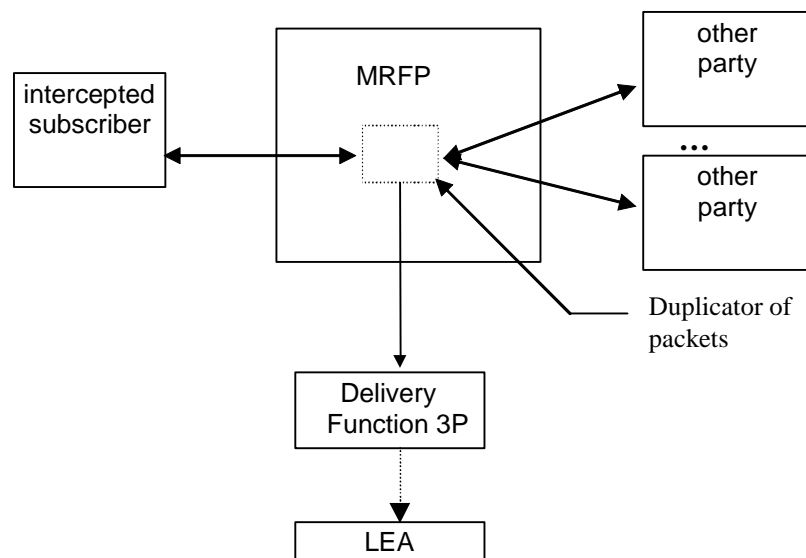 other
party
MRFP
intercepted
subscriber
...
other
party
Duplicator of
packets
Delivery
Function 3P
LEA